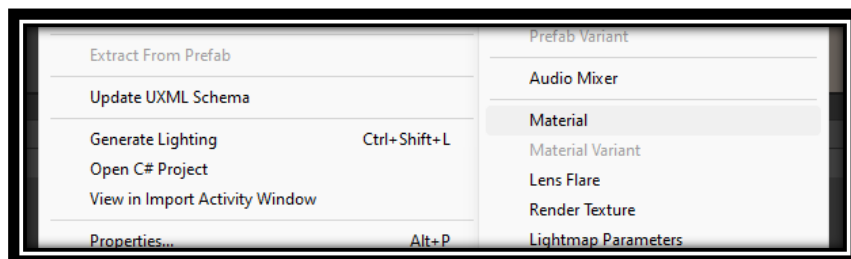 Extract From Prefab
Update UXML Schema
Generate Lighting Ctrl+Shift+L
Open C# Project
View in Import Activity Window
Properties... Alt+P
Prefab Variant
Audio Mixer
Material
Material Variant
Lens Flare
Render Texture
Lightmap Parameters